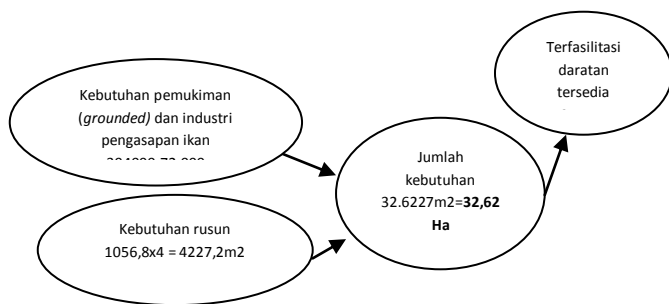 Terfasilitasi
daratan
tersedia
Kebutuhan pemukiman
(grounded) dan industri
pengasapan ikan
Jumlah
kebutuhan
32.6227m2=32,62
Ha
Kebutuhan rusun
1056,8x4 = 4227,2m2